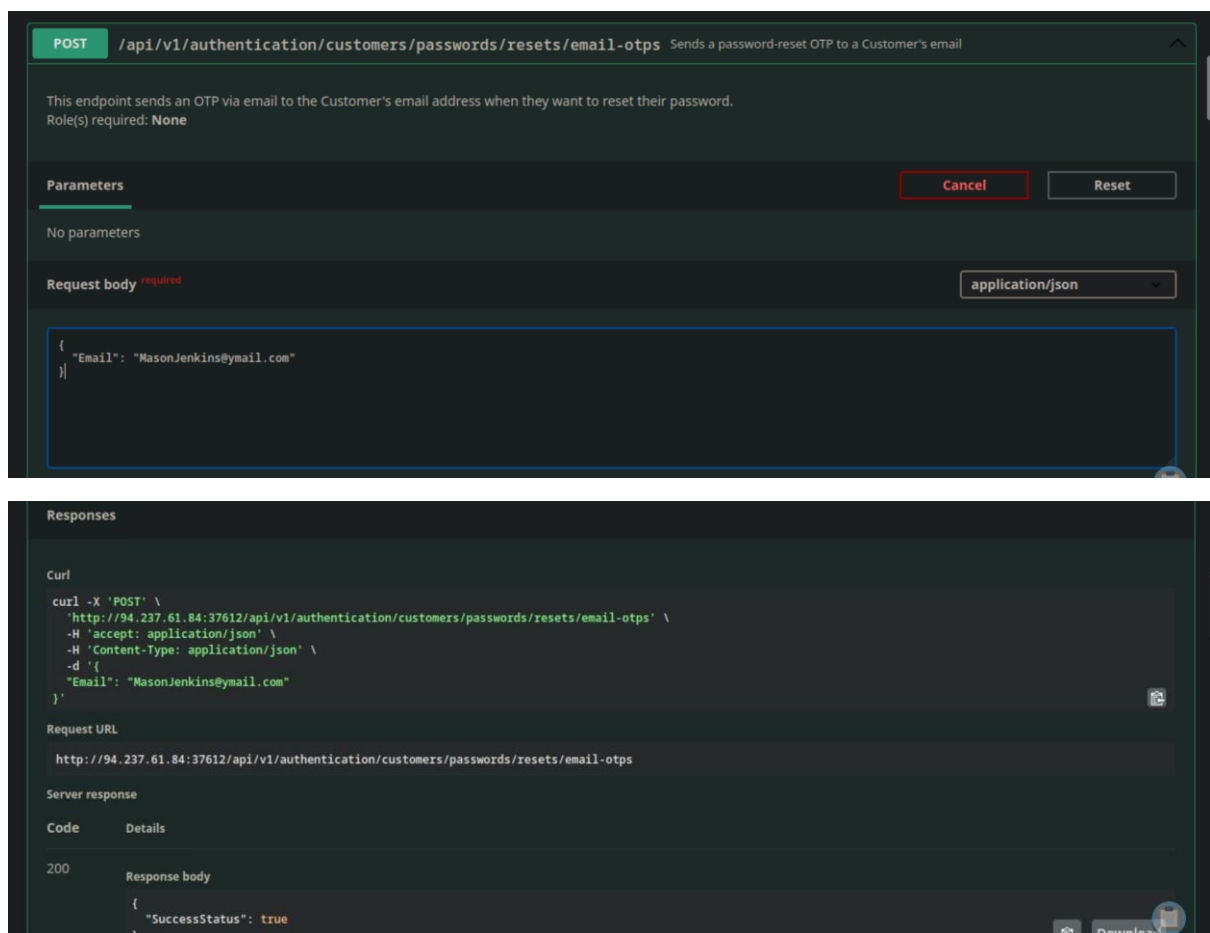 POST /api/v1/authentication/customers/passwords/resets/email-otps Sends a password-reset OTP to a Customer's email
This endpoint sends an OTP via email to the Customer's email address when they want to reset their password.
Role(s) required: None
Parameters
Cancel
Reset
No parameters
Request body required
application/json
{
"Email": "MasonJenkins@ymail.com"
}
Responses
Curl
curl -X 'POST' \
'http://94.237.61.84:37612/api/v1/authentication/customers/passwords/resets/email-otps' \
-H 'accept: application/json' \
-H 'Content-Type: application/json' \
-d '{
"Email": "MasonJenkins@ymail.com"
}'
Request URL
http://94.237.61.84:37612/api/v1/authentication/customers/passwords/resets/email-otps
Server response
Code Details
200
Response body
{
"SuccessStatus": true